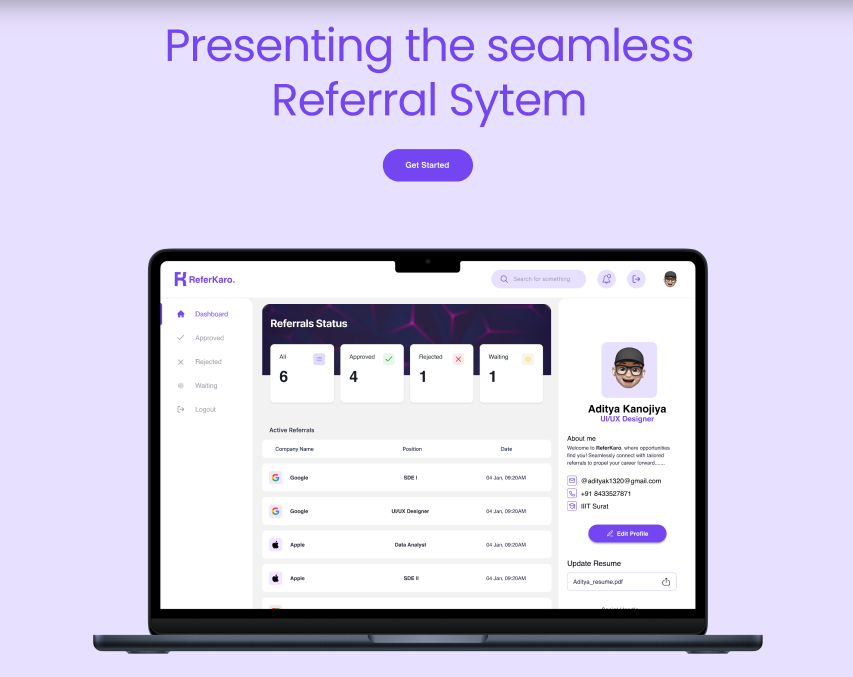 Presenting the seamless
Referral Sytem
Get Started
ReferKaro.
Search for something
Dashboard
Approved
Rejected
Waiting
Logout
Referrals Status
All
6
Approved
4
Rejected
1
Waiting
1
Active Referrals
Company Name Position Date
Google SDE I 04 Jan, 09:20AM
Google UI/UX Designer 04 Jan, 09:20AM
Apple Data Analyst 04 Jan, 09:20AM
Apple SDE II 04 Jan, 09:20AM
Aditya Kanojiya
UI/UX Designer
About me
Welcome to ReferKaro, where opportunities
find you! Seamlessly connect with tailored
referrals to propel your career forward.......
@adityak1320@gmail.com
+91 8433527871
IIIT Surat
Edit Profile
Update Resume
Aditya_resume.pdf